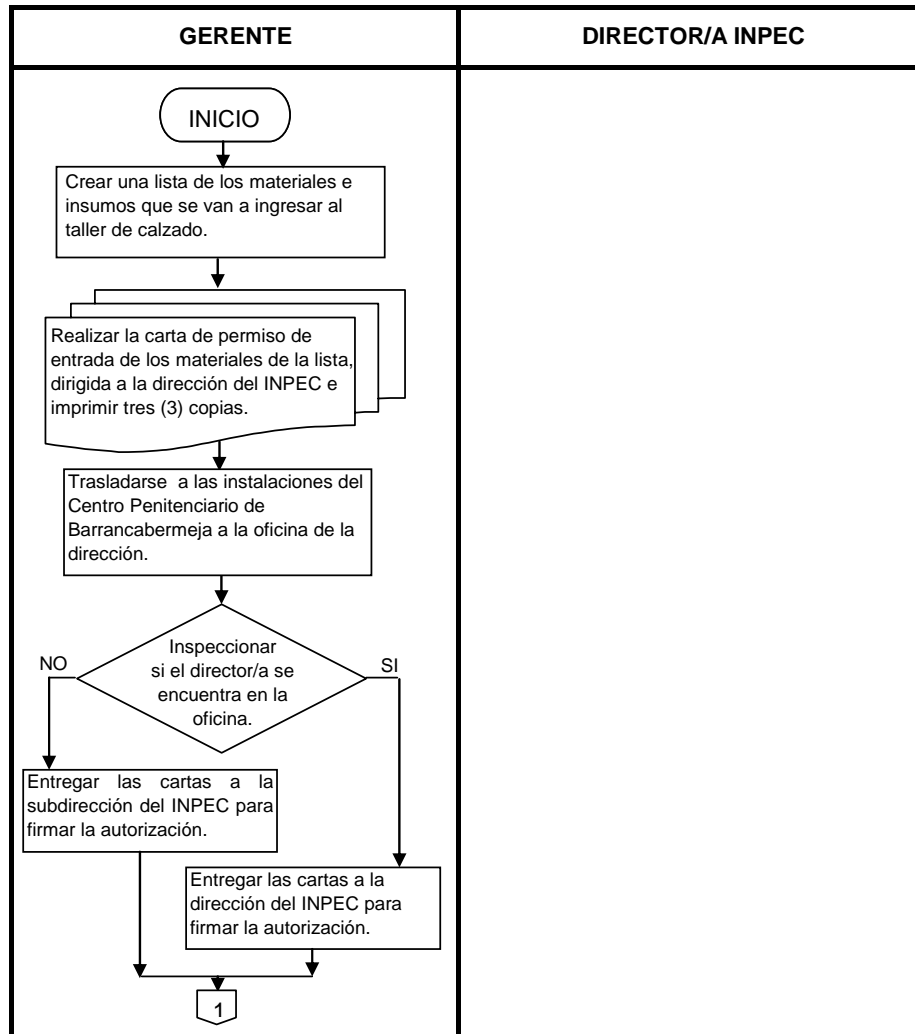 GERENTE
DIRECTOR/A INPEC
INICIO
Crear una lista de los materiales e
insumos que se van a ingresar al
taller de calzado.
Realizar la carta de permiso de
entrada de los materiales de la lista,
dirigida a la dirección del INPEC e
imprimir tres (3) copias.
Trasladarse a las instalaciones del
Centro Penitenciario de
Barrancabermeja a la oficina de la
dirección.
Inspeccionar
si el director/a se
encuentra en la
oficina.
NO
SI
Entregar las cartas a la
subdirección del INPEC para
firmar la autorización.
Entregar las cartas a la
dirección del INPEC para
firmar la autorización.
1